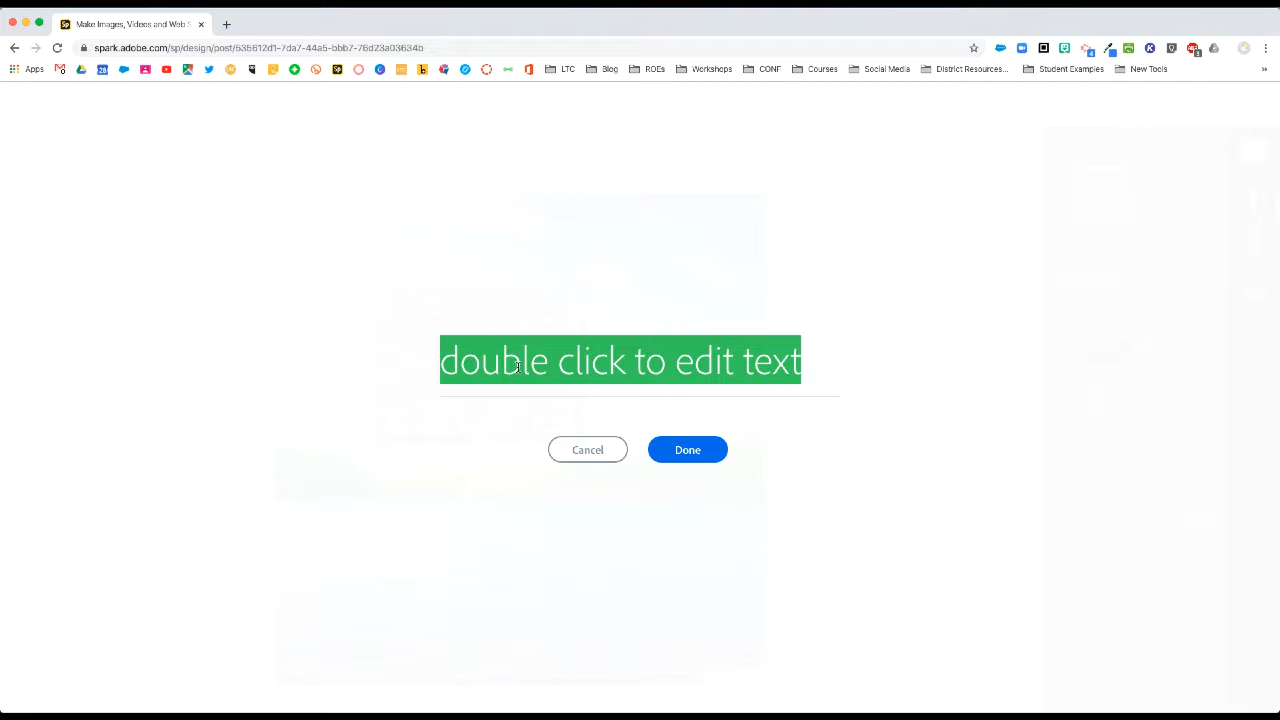 Make Images, Videos and Web S
spark.adobe.com/sp/design/post/635612d1-7da7-44a5-bbb7-76d23a03634b
Apps LTC Blog ROEs Workshops CONF Courses Social Media District Resources... Student Examples New Tools »
double click to edit text
Cancel Done